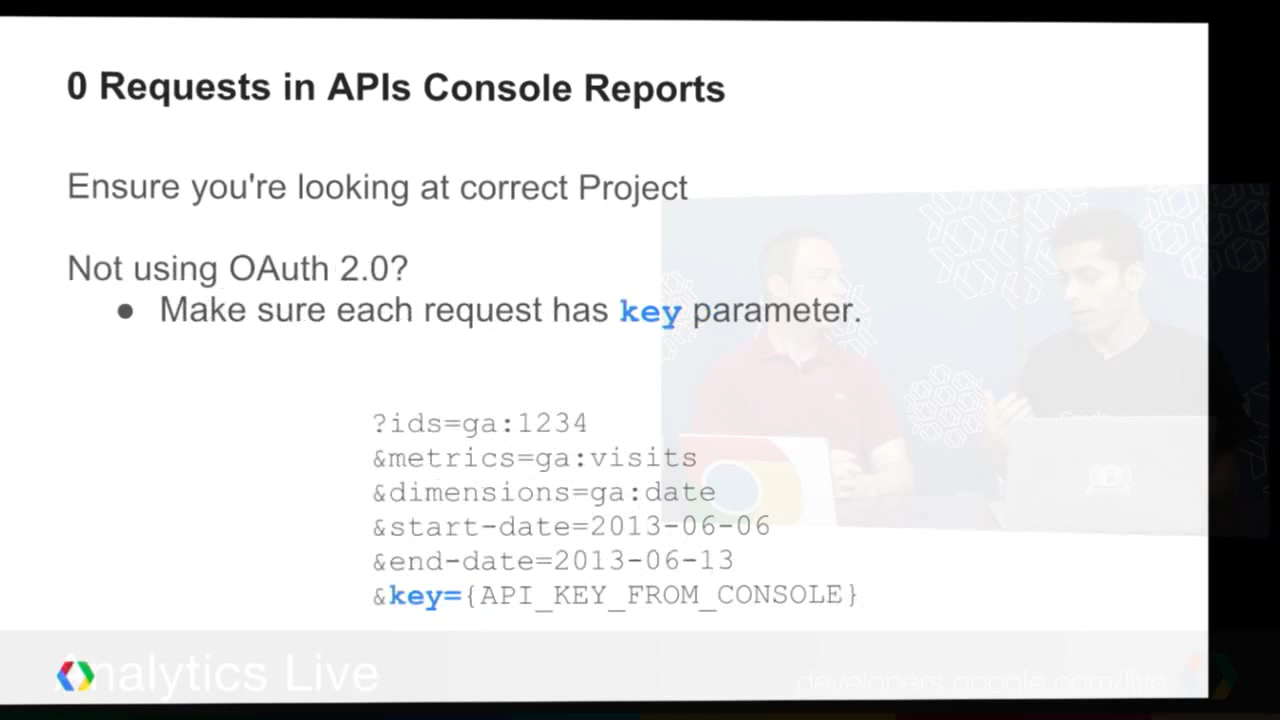 0 Requests in APIs Console Reports
Ensure you're looking at correct Project
Not using OAuth 2.0?
● Make sure each request has key parameter.
?ids=ga:1234
&metrics=ga:visits
&dimensions=ga:date
&start-date=2013-06-06
&end-date=2013-06-13
&key={API_KEY_FROM_CONSOLE}
Analytics Live
developers.google.com/live